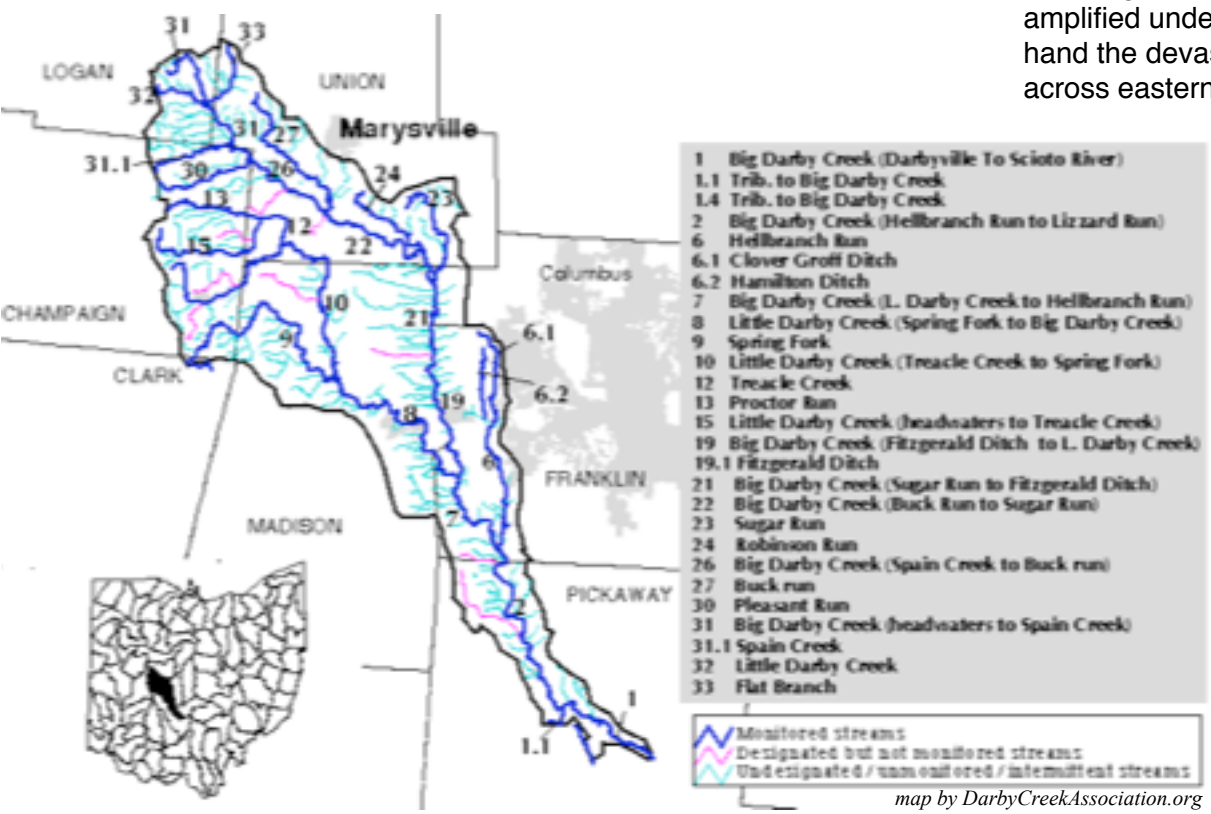 amplified unde
hand the devas
across eastern
31
33
LOGAN
UNION
32
31
27
Marysville
31.1
30
26
24
13
23
12
15
22
Columbus
10
CHAMPAIGN
21
9
6.1
CLARK
6.2
8
19
6
FRANKLIN
7
MADISON
PICKAWAY
2
1
1.1
1 Big Darby Creek (Darbyville To Scioto River)
1.1 Trib. to Big Darby Creek
1.4 Trib. to Big Darby Creek
2 Big Darby Creek (Hellbranch Run to Lizzard Run)
6 Hellbranch Run
6.1 Clover Groff Ditch
6.2 Hamilton Ditch
7 Big Darby Creek (L. Darby Creek to Hellbranch Run)
8 Little Darby Creek (Spring Fork to Big Darby Creek)
9 Spring Fork
10 Little Darby Creek (Treacle Creek to Spring Fork)
12 Treacle Creek
13 Proctor Run
15 Little Darby Creek (headwaters to Treacle Creek)
19 Big Darby Creek (Fitzgerald Ditch to L. Darby Creek)
19.1 Fitzgerald Ditch
21 Big Darby Creek (Sugar Run to Fitzgerald Ditch)
22 Big Darby Creek (Buck Run to Sugar Run)
23 Sugar Run
24 Robinson Run
26 Big Darby Creek (Spain Creek to Buck run)
27 Buck run
30 Pleasant Run
31 Big Darby Creek (headwaters to Spain Creek)
31.1 Spain Creek
32 Little Darby Creek
33 Flat Branch
Monitored streams
Designated but not monitored streams
Undesignated / unmonitored / intermittent streams
map by DarbyCreekAssociation.org